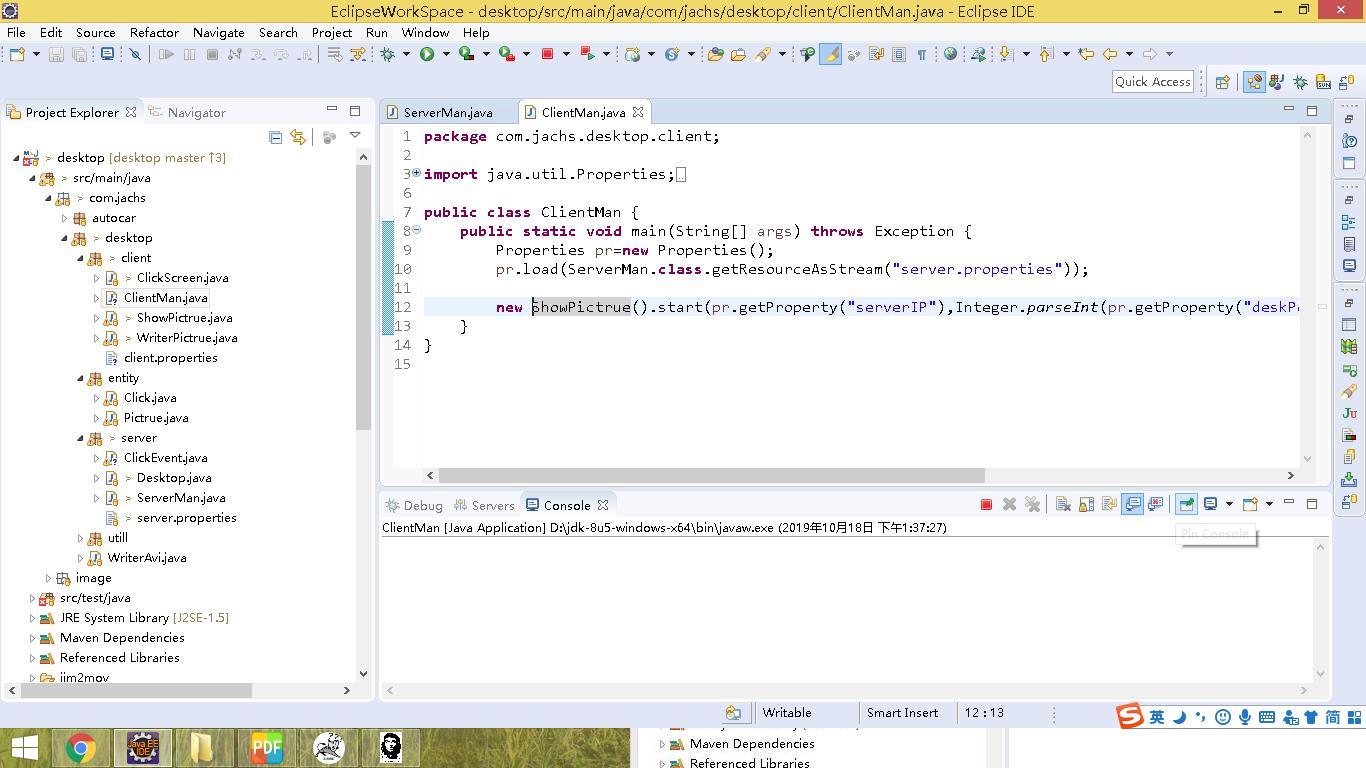 EclipseWorkSpace - desktop/src/main/java/com/jachs/desktop/client/ClientMan.java - Eclipse IDE
File Edit Source Refactor Navigate Search Project Run Window Help
Quick Access
Project Explorer Navigator
desktop [desktop master ↑3]
src/main/java
com.jachs
autocar
desktop
client
ClickScreen.java
ClientMan.java
ShowPictrue.java
WriterPictrue.java
client.properties
entity
Click.java
Pictrue.java
server
ClickEvent.java
Desktop.java
ServerMan.java
server.properties
utill
WriterAvi.java
image
src/test/java
JRE System Library [J2SE-1.5]
Maven Dependencies
Referenced Libraries
jim2mov
ServerMan.java ClientMan.java
1 package com.jachs.desktop.client;
2
3 import java.util.Properties;
6
7 public class ClientMan {
8 public static void main(String[] args) throws Exception {
9 Properties pr=new Properties();
10 pr.load(ServerMan.class.getResourceAsStream("server.properties"));
11
12 new ShowPictrue().start(pr.getProperty("serverIP"),Integer.parseInt(pr.getProperty("deskP
13 }
14 }
15
Debug Servers Console
ClientMan [Java Application] D:\jdk-8u5-windows-x64\bin\javaw.exe (2019年10月18日 下午1:37:27)
Pin Console
Writable Smart Insert 12 : 13
英 简
Java EE IDE PDF
Maven Dependencies
Referenced Libraries